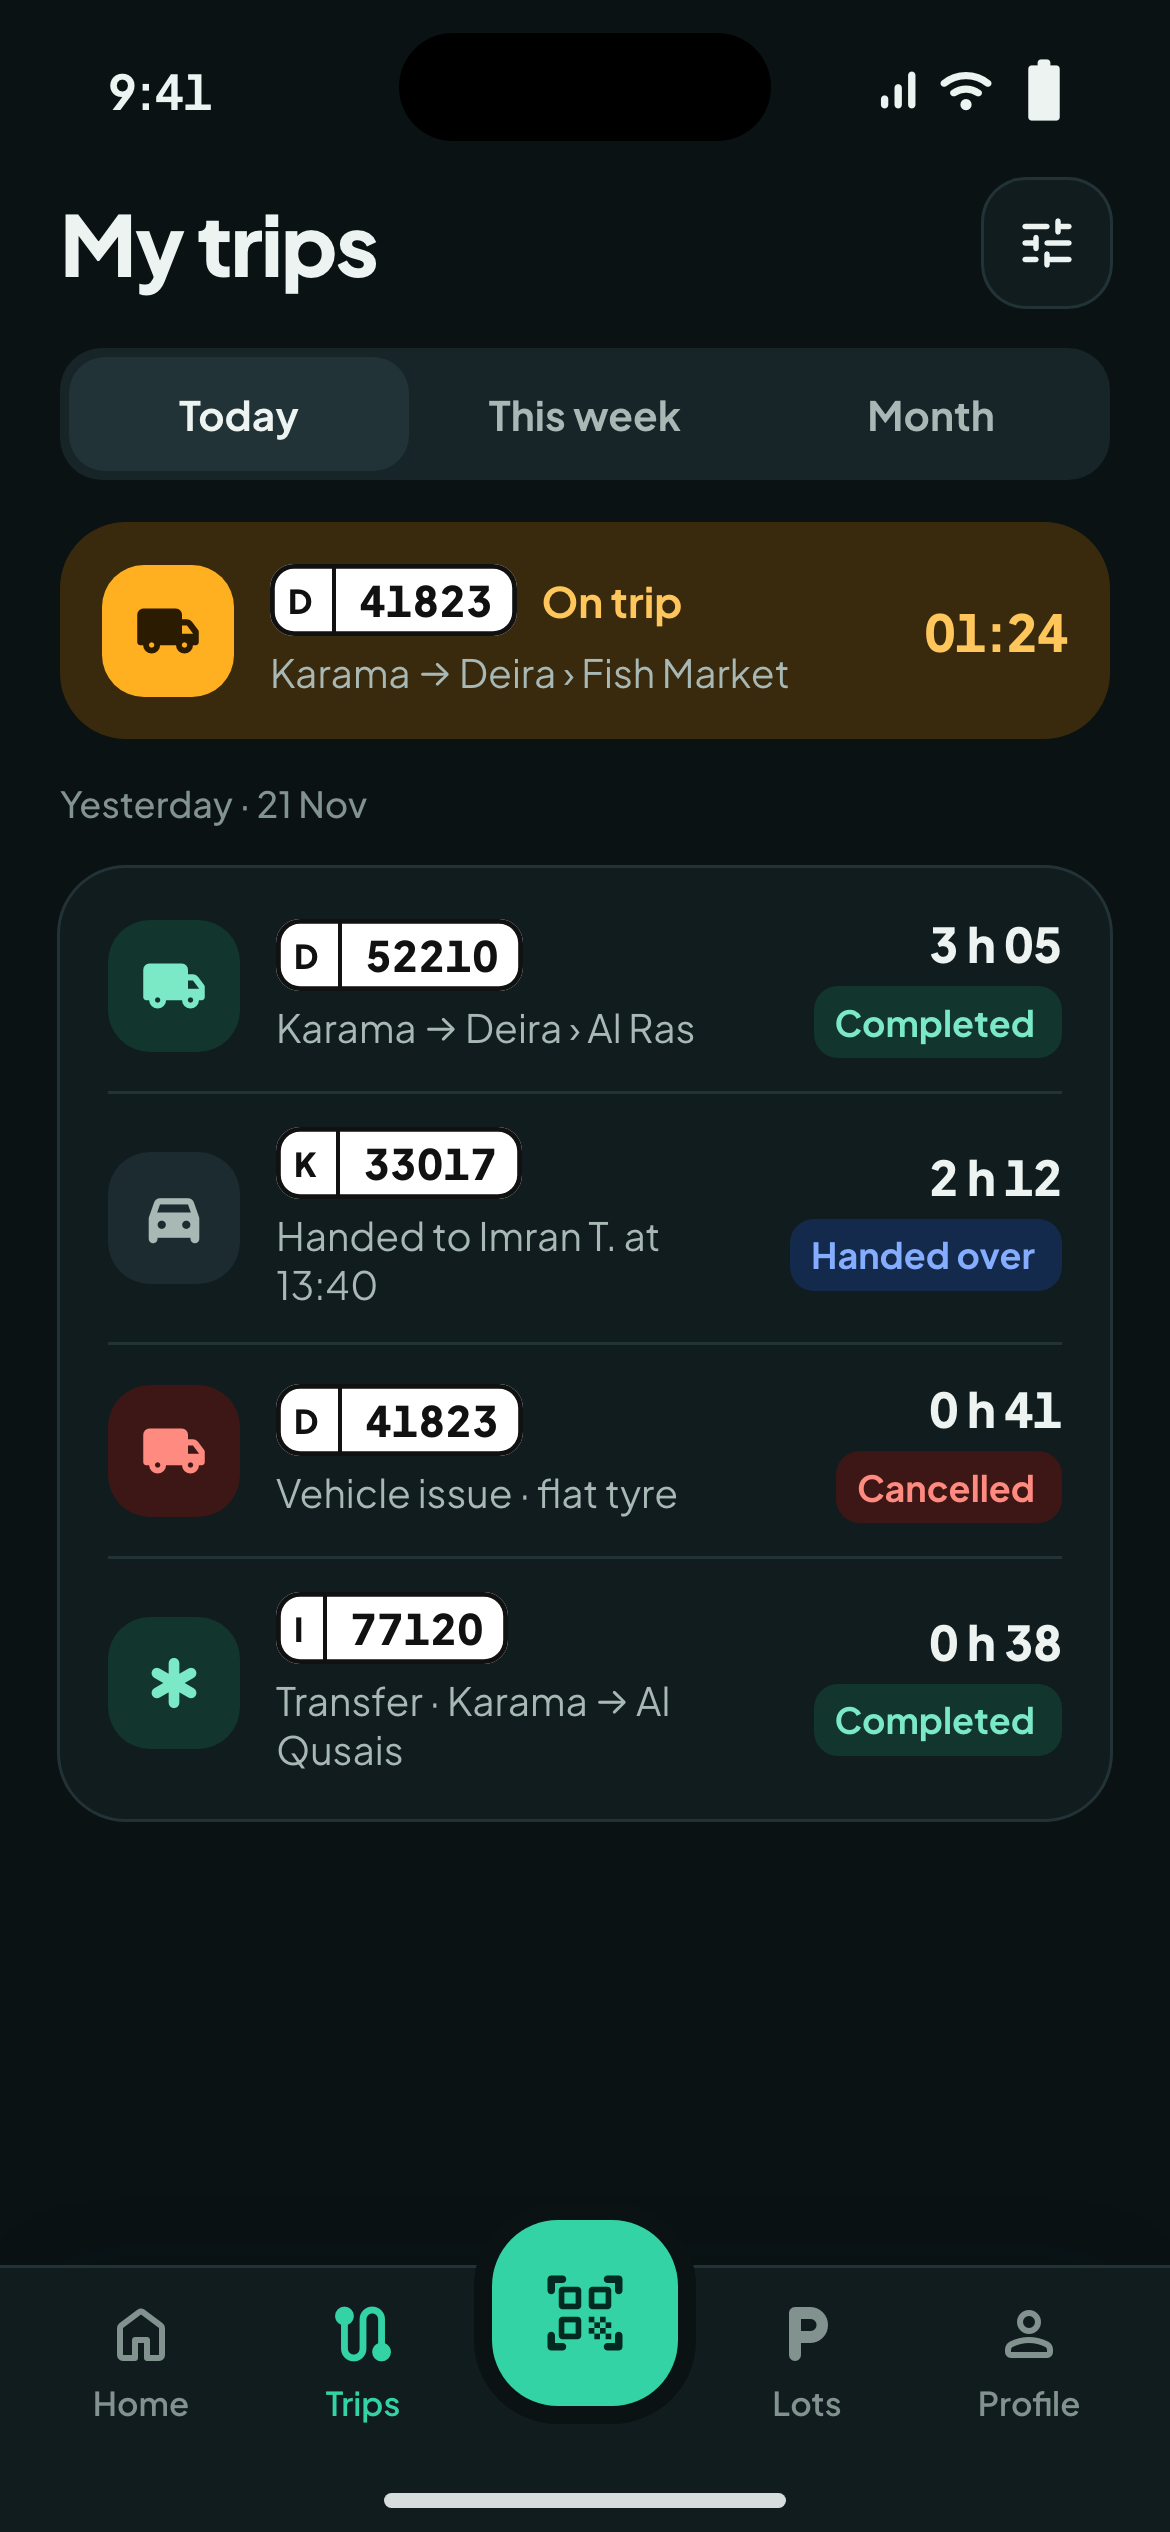 9:41
My trips
Today This week Month
D 41823 On trip
01:24
Karama → Deira › Fish Market
Yesterday · 21 Nov
D 52210
3 h 05
Karama → Deira › Al Ras
Completed
K 33017
2 h 12
Handed to Imran T. at
13:40
Handed over
D 41823
0 h 41
Vehicle issue · flat tyre
Cancelled
I 77120
0 h 38
Transfer · Karama → Al
Qusais
Completed
Home Trips Lots Profile